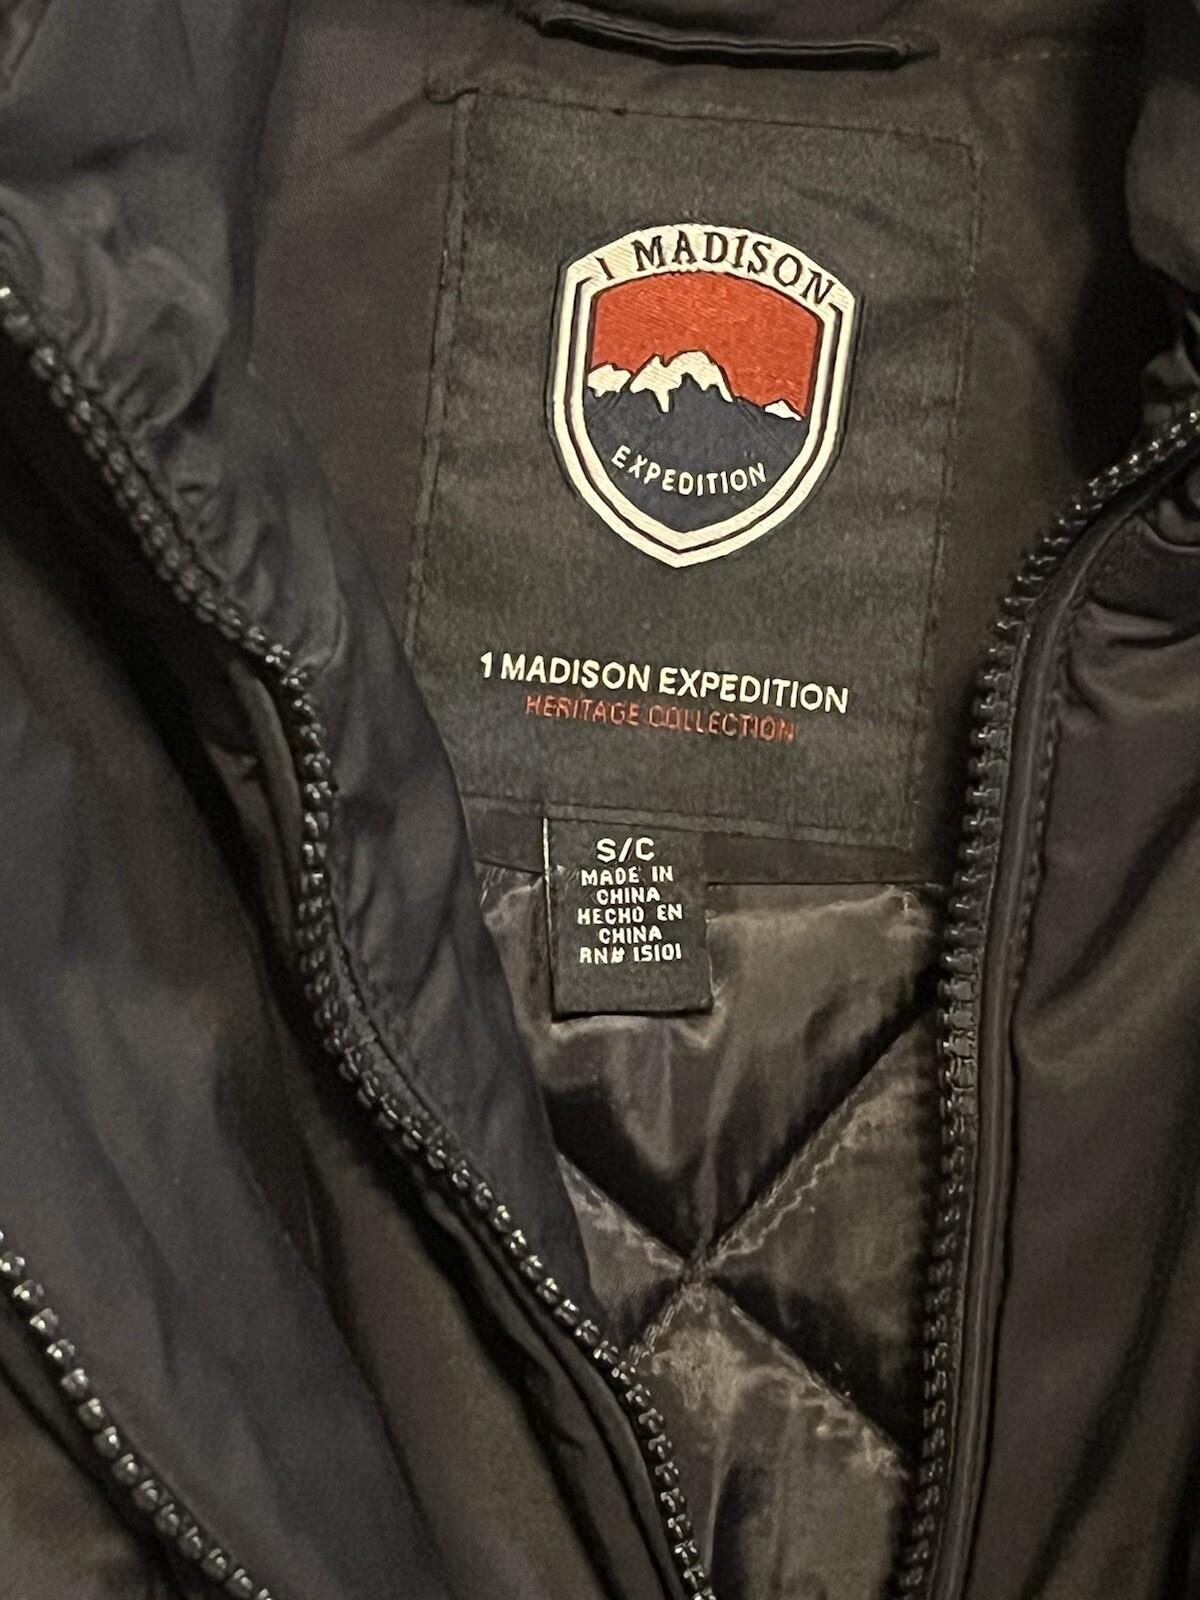 1 MADISON
EXPEDITION
1 MADISON EXPEDITION
HERITAGE COLLECTION
S/C
MADE IN
CHINA
HECHO EN
CHINA
RN# 15101